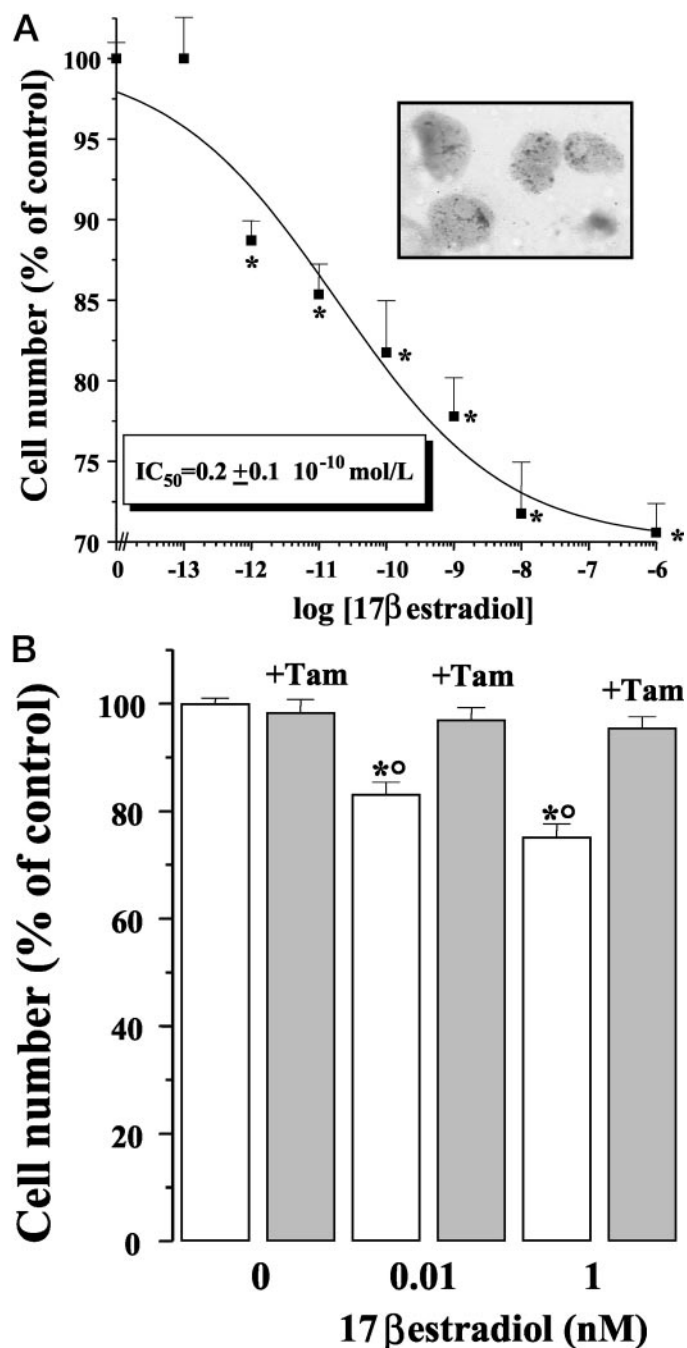 A
Cell number (% of control)
100
95
90
85
80
75
70
*
*
*
*
*
*
IC50=0.2 ±0.1 10-10 mol/L
0 -13 -12 -11 -10 -9 -8 -7 -6
log [17β estradiol]
B
Cell number (% of control)
100
80
60
40
20
0
+Tam +Tam +Tam
*° *°
0 0.01 1
17 β estradiol (nM)